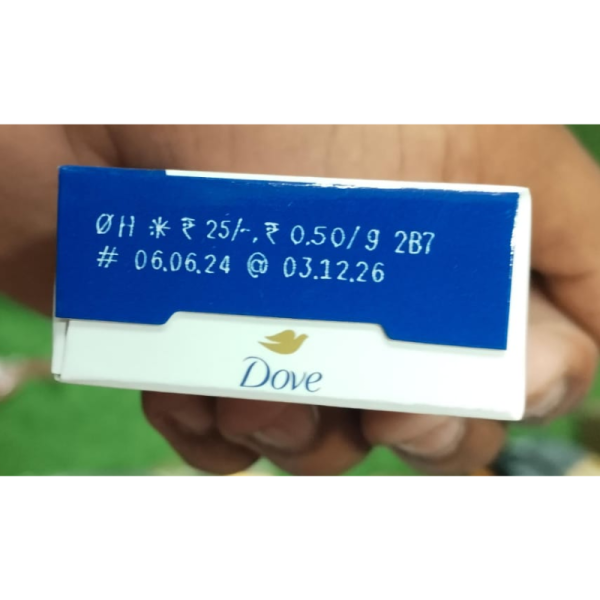 ØH * ₹ 25/-, ₹ 0.50/g 2B7
# 06.06.24 @ 03.12.26
Dove